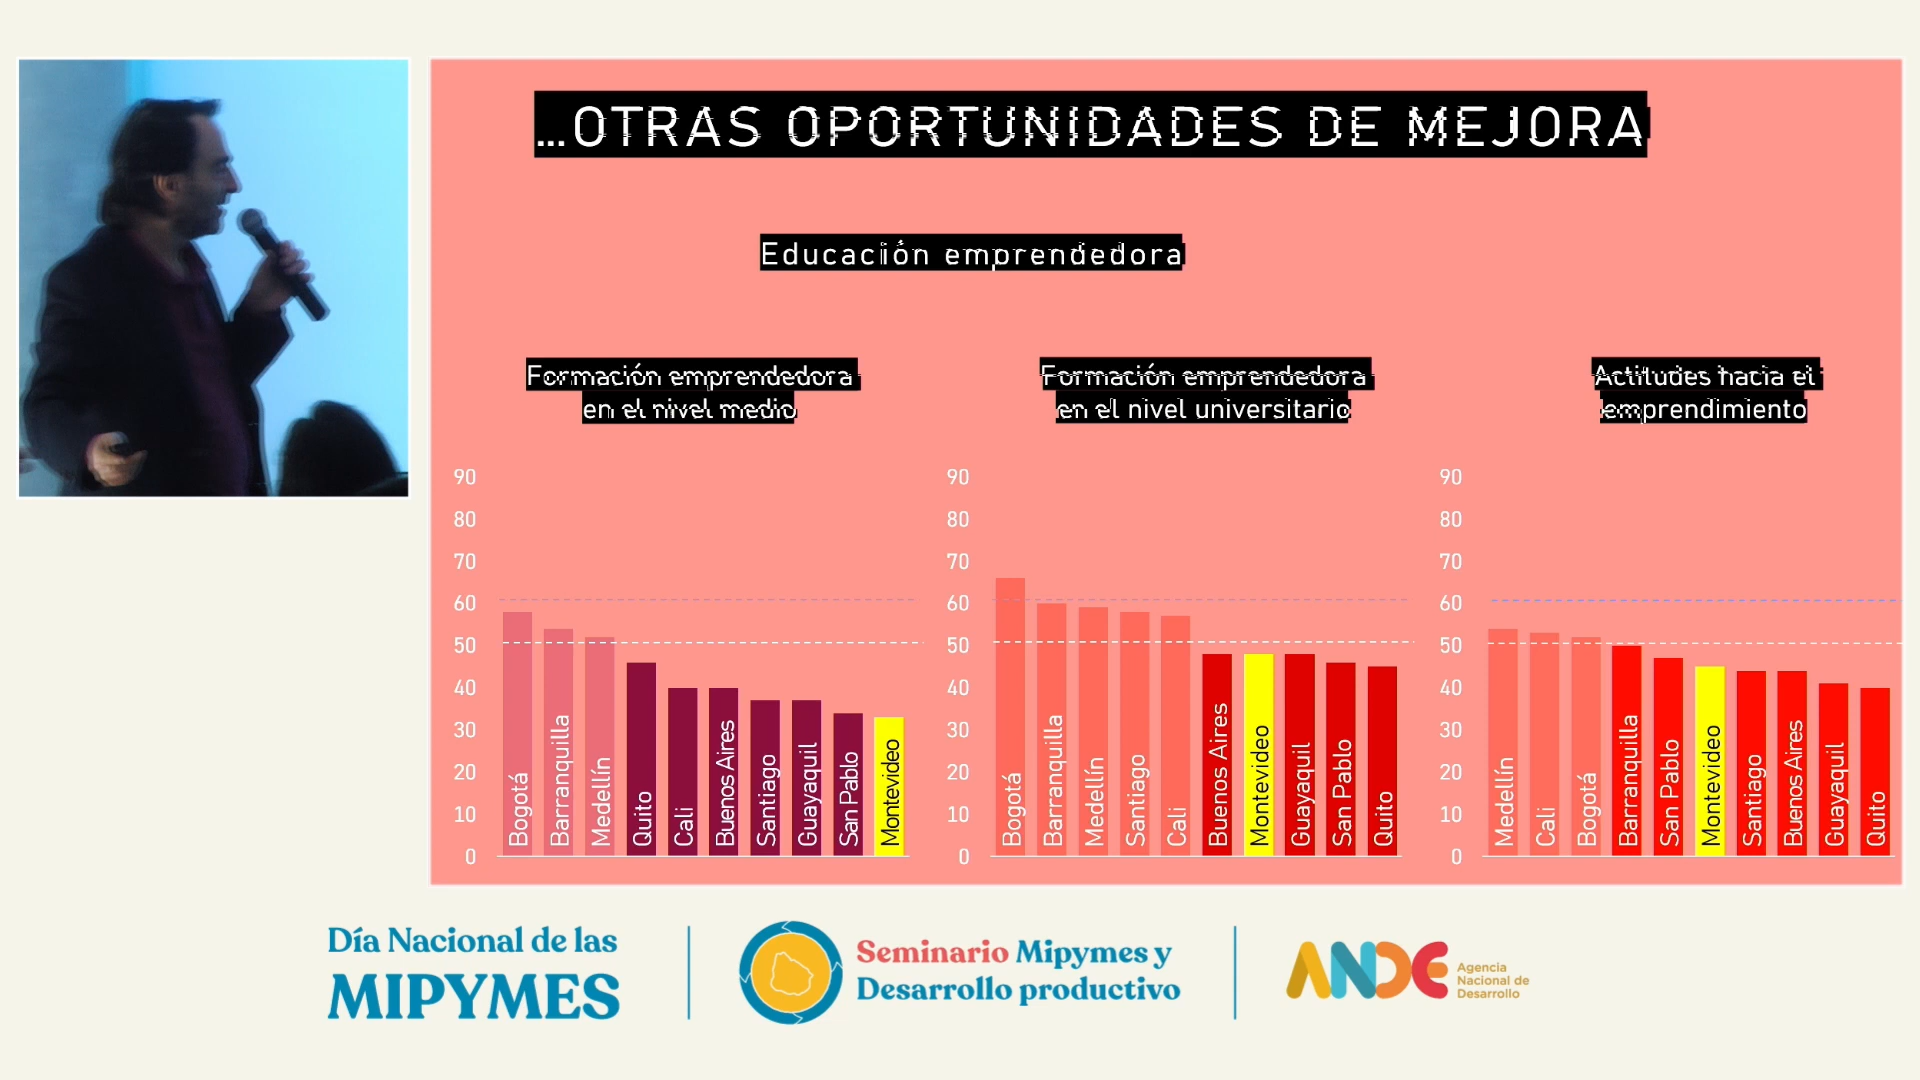 ...OTRAS OPORTUNIDADES DE MEJORA
Educación emprendedora
Formación emprendedora
en el nivel medio
90
80
70
60
50
40
30
20
10
0
Bogotá
Barranquilla
Medellín
Quito
Cali
Buenos Aires
Santiago
Guayaquil
San Pablo
Montevideo
Formación emprendedora
en el nivel universitario
90
80
70
60
50
40
30
20
10
0
Bogotá
Barranquilla
Medellín
Santiago
Cali
Buenos Aires
Montevideo
Guayaquil
San Pablo
Quito
Actitudes hacia el
emprendimiento
90
80
70
60
50
40
30
20
10
0
Medellín
Cali
Bogotá
Barranquilla
San Pablo
Montevideo
Santiago
Buenos Aires
Guayaquil
Quito
Día Nacional de las
MIPYMES
Seminario Mipymes y
Desarrollo productivo
ANDE
Agencia
Nacional de
Desarrollo